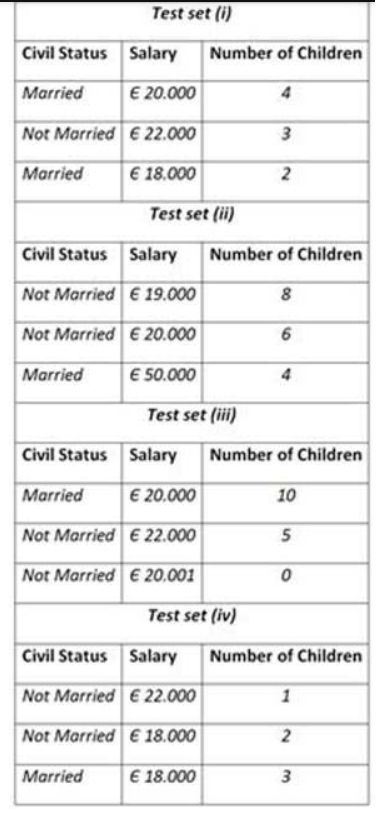 Test set (i)
Civil Status Salary Number of Children
Married € 20.000 4
Not Married € 22.000 3
Married € 18.000 2
Test set (ii)
Civil Status Salary Number of Children
Not Married € 19.000 8
Not Married € 20.000 6
Married € 50.000 4
Test set (iii)
Civil Status Salary Number of Children
Married € 20.000 10
Not Married € 22.000 5
Not Married € 20.001 0
Test set (iv)
Civil Status Salary Number of Children
Not Married € 22.000 1
Not Married € 18.000 2
Married € 18.000 3